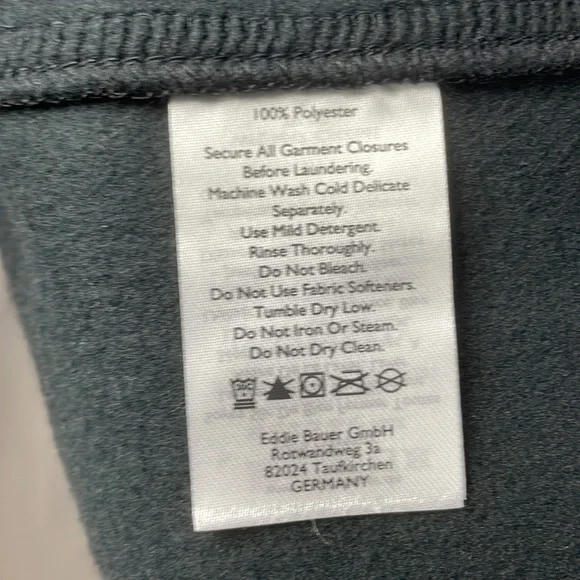 100% Polyester
Secure All Garment Closures
Before Laundering.
Machine Wash Cold Delicate
Separately.
Use Mild Detergent.
Rinse Thoroughly.
Do Not Bleach.
Do Not Use Fabric Softeners.
Tumble Dry Low.
Do Not Iron Or Steam.
Do Not Dry Clean.
Eddie Bauer GmbH
Rotwandweg 3a
82024 Taufkirchen
GERMANY